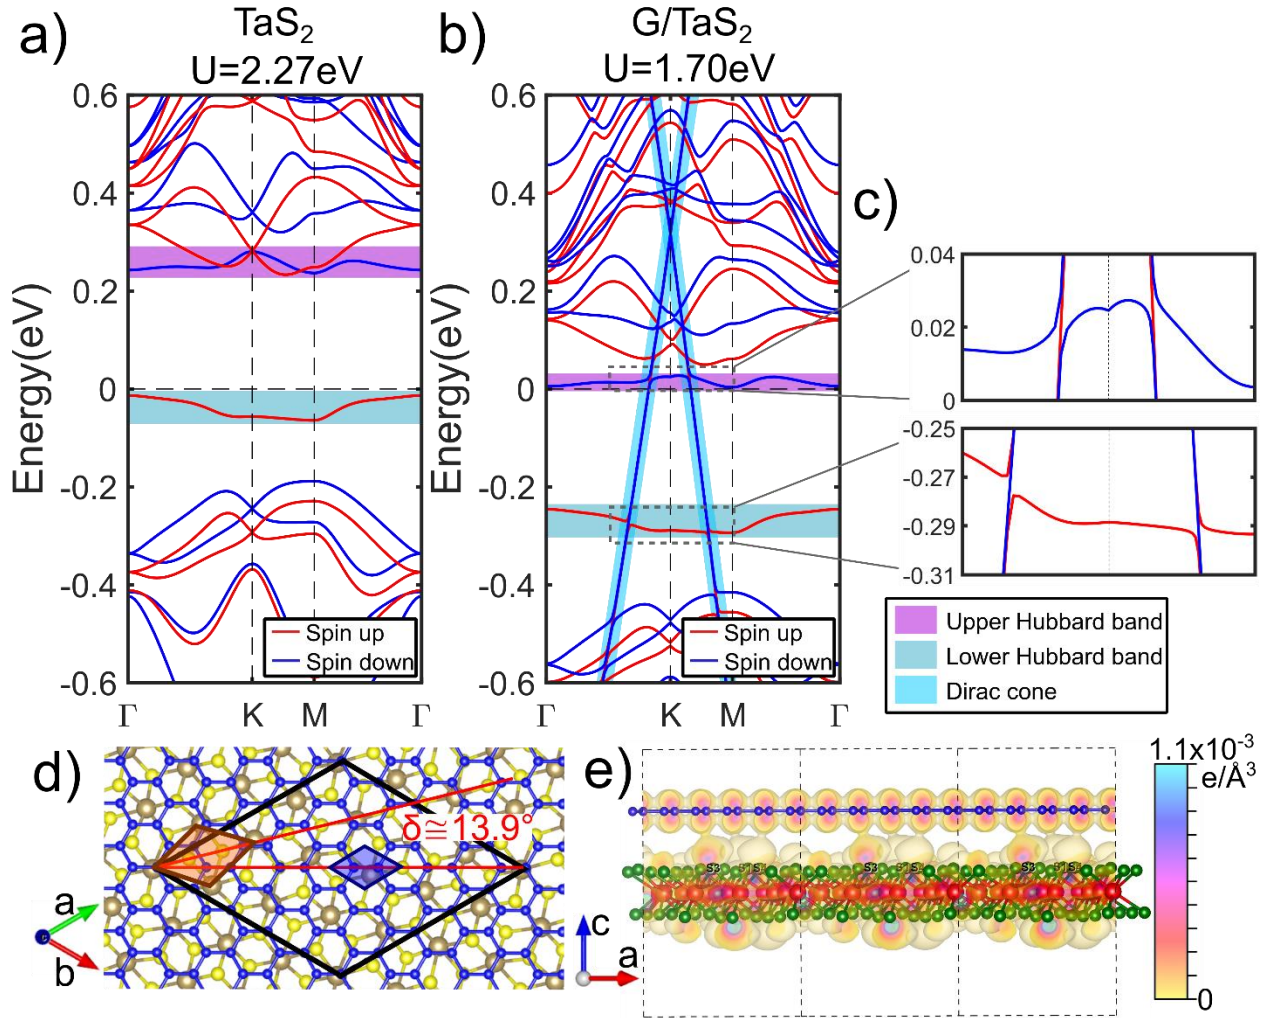 a)
TaS₂
U=2.27eV
b)
G/TaS₂
U=1.70eV
c)
Energy(eV)
0.6
0.4
0.2
0
-0.2
-0.4
-0.6
Γ
K
M
Γ
Spin up
Spin down
Energy(eV)
0.6
0.4
0.2
0
-0.2
-0.4
-0.6
Γ
K
M
Γ
Spin up
Spin down
0.04
0.02
0
-0.25
-0.27
-0.29
-0.31
Upper Hubbard band
Lower Hubbard band
Dirac cone
d)
δ≅13.9°
a
b
e)
c
a
S3
S3
S3
1.1x10⁻³
e/Å³
0